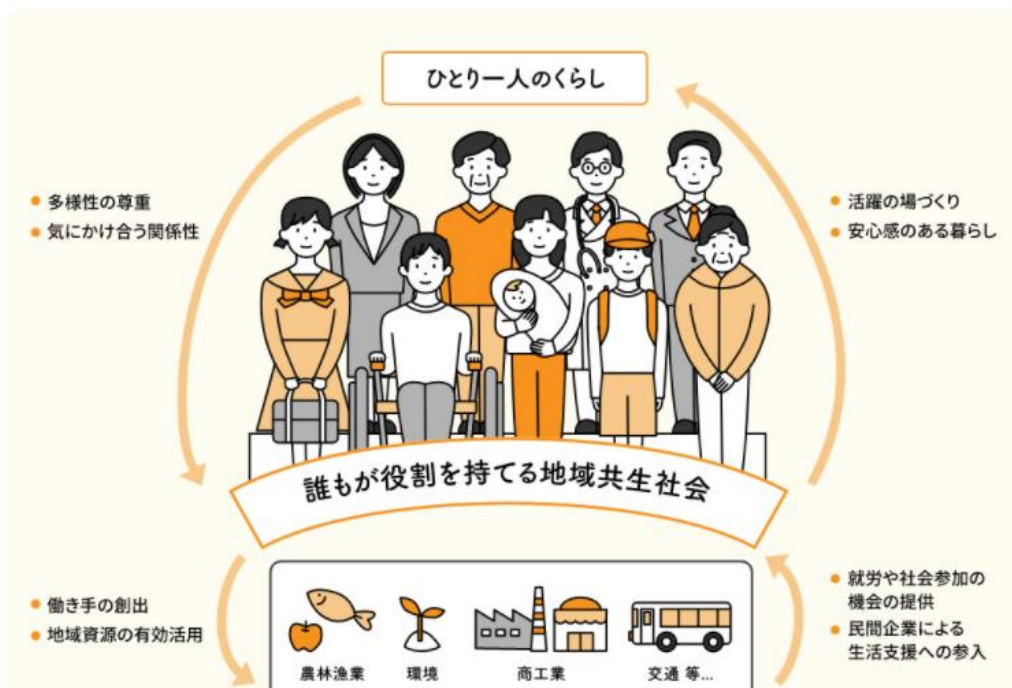 ひとり一人のくらし
多様性の尊重
気にかけ合う関係性
活躍の場づくり
安心感のある暮らし
誰もが役割を持てる地域共生社会
働き手の創出
地域資源の有効活用
就労や社会参加の
機会の提供
民間企業による
生活支援への参入
農林漁業
環境
商工業
交通 等...